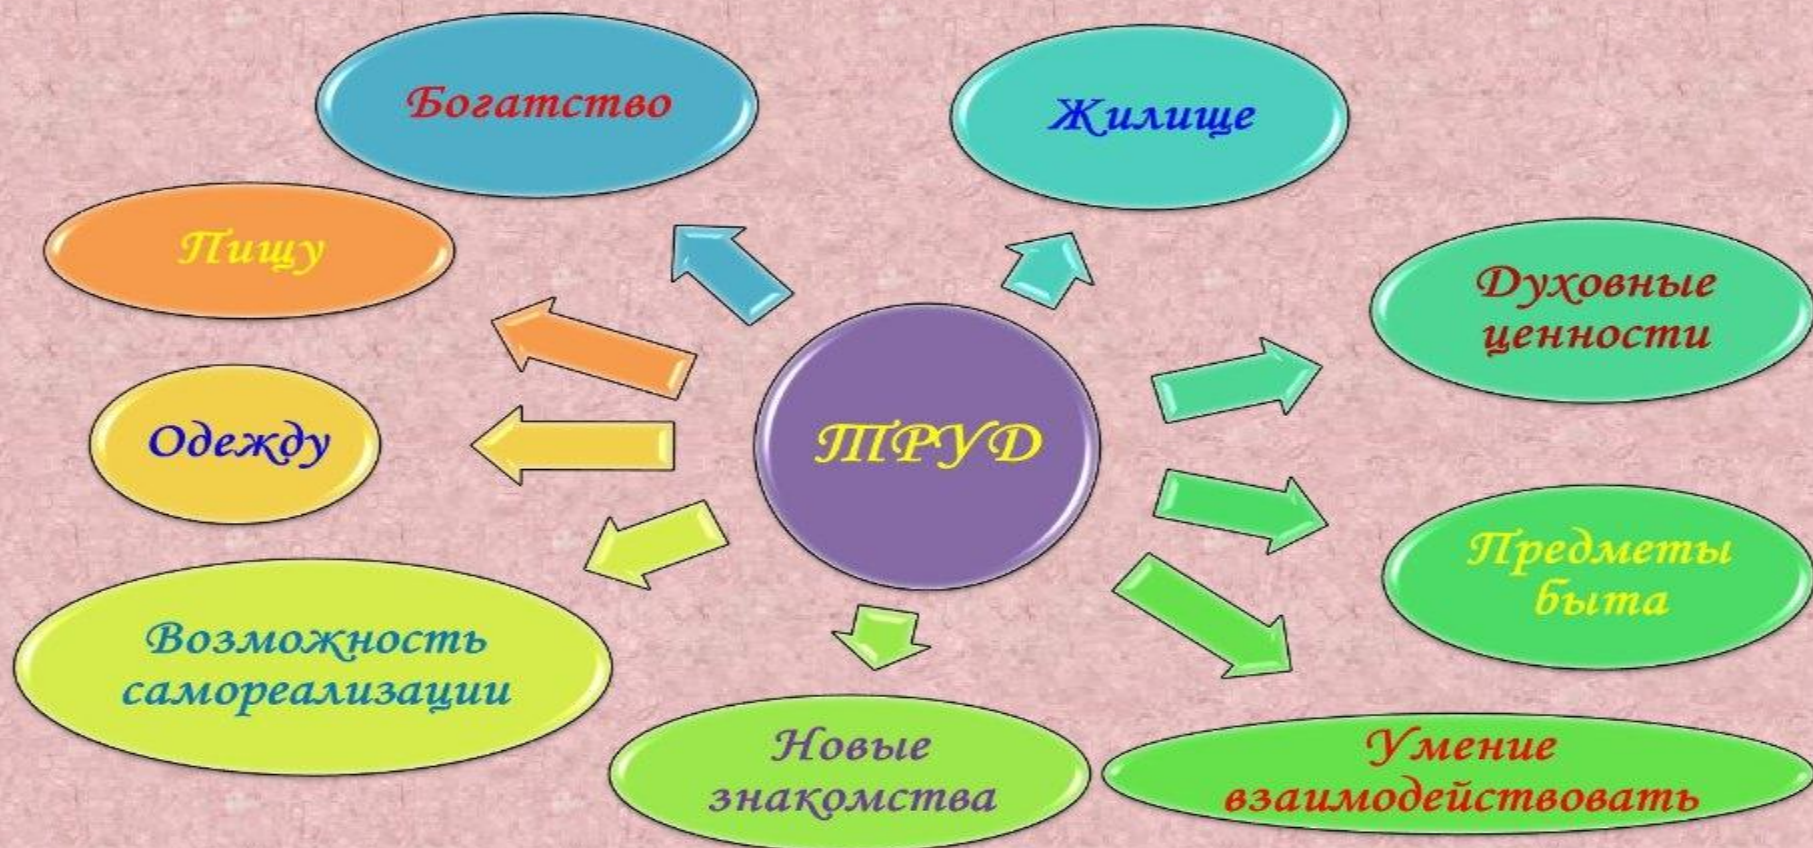 Богатство
Жилище
Пищу
Духовные
ценности
Одежду
ТРУД
Предметы
быта
Возможность
самореализации
Новые
знакомства
Умение
взаимодействовать